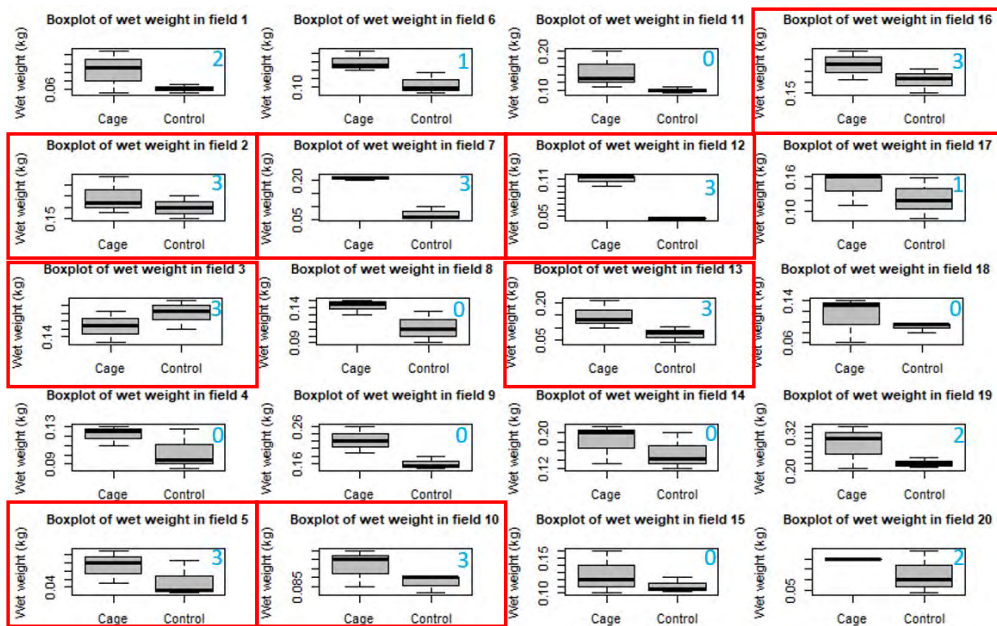 Boxplot of wet weight in field 1
Wet weight (kg)
0.06
2
Cage Control
Boxplot of wet weight in field 6
Wet weight (kg)
0.10
1
Cage Control
Boxplot of wet weight in field 11
Wet weight (kg)
0.20
0.10
0
Cage Control
Boxplot of wet weight in field 16
Wet weight (kg)
0.15
3
Cage Control
Boxplot of wet weight in field 2
Wet weight (kg)
0.15
3
Cage Control
Boxplot of wet weight in field 7
Wet weight (kg)
0.20
0.05
3
Cage Control
Boxplot of wet weight in field 12
Wet weight (kg)
0.11
0.05
3
Cage Control
Boxplot of wet weight in field 17
Wet weight (kg)
0.16
0.10
1
Cage Control
Boxplot of wet weight in field 3
Wet weight (kg)
0.14
3
Cage Control
Boxplot of wet weight in field 8
Wet weight (kg)
0.14
0.09
0
Cage Control
Boxplot of wet weight in field 13
Wet weight (kg)
0.20
0.05
3
Cage Control
Boxplot of wet weight in field 18
Wet weight (kg)
0.14
0.06
0
Cage Control
Boxplot of wet weight in field 4
Wet weight (kg)
0.13
0.09
0
Cage Control
Boxplot of wet weight in field 9
Wet weight (kg)
0.26
0.16
0
Cage Control
Boxplot of wet weight in field 14
Wet weight (kg)
0.20
0.12
0
Cage Control
Boxplot of wet weight in field 19
Wet weight (kg)
0.32
0.20
2
Cage Control
Boxplot of wet weight in field 5
Wet weight (kg)
0.04
3
Cage Control
Boxplot of wet weight in field 10
Wet weight (kg)
0.085
3
Cage Control
Boxplot of wet weight in field 15
Wet weight (kg)
0.15
0.10
0
Cage Control
Boxplot of wet weight in field 20
Wet weight (kg)
0.05
2
Cage Control